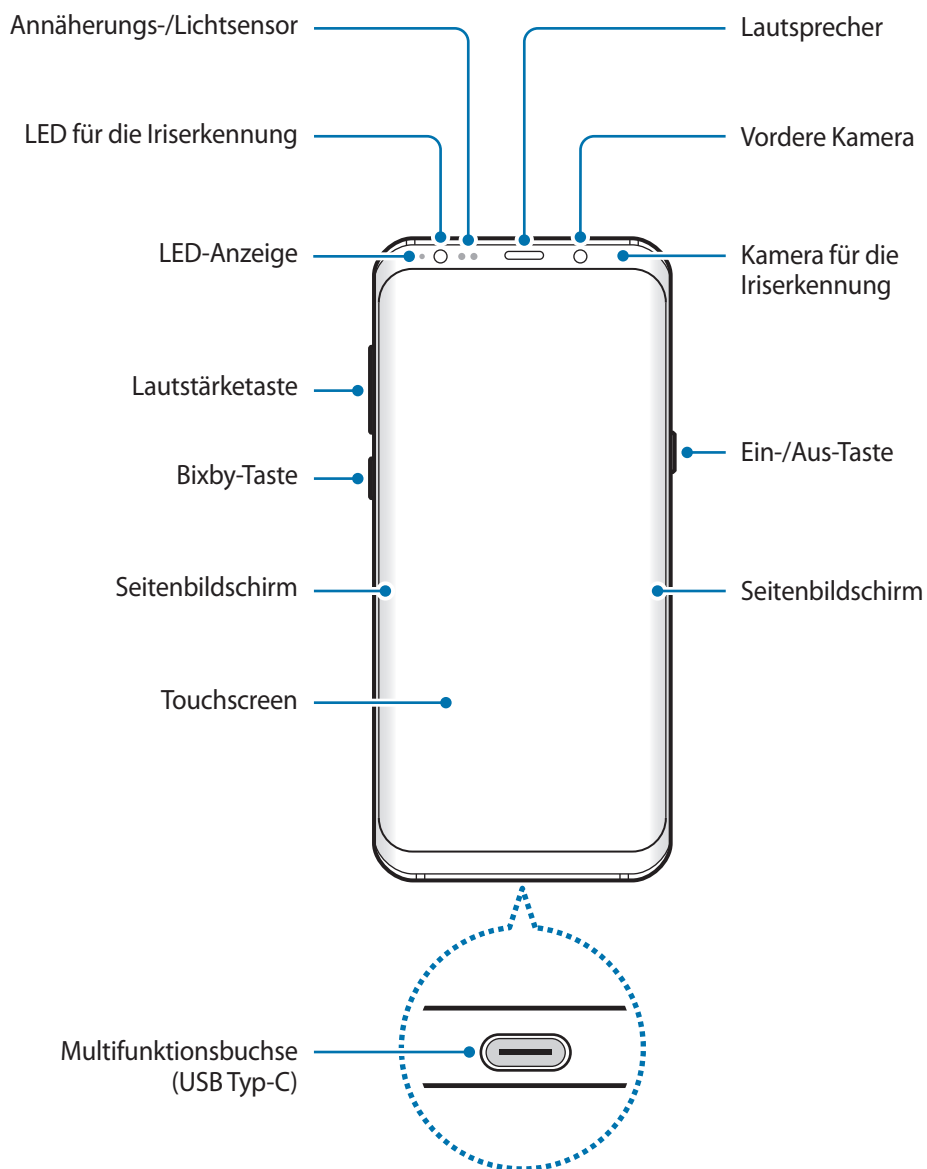 Annäherungs-/Lichtsensor
Lautsprecher
LED für die Iriserkennung
Vordere Kamera
LED-Anzeige
Kamera für die
Iriserkennung
Lautstärketaste
Ein-/Aus-Taste
Bixby-Taste
Seitenbildschirm
Seitenbildschirm
Touchscreen
Multifunktionsbuchse
(USB Typ-C)